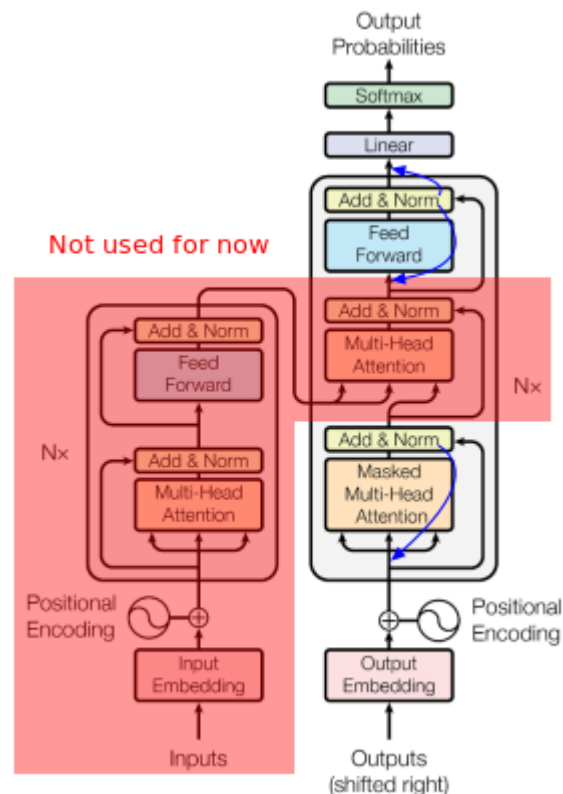 Output
Probabilities
Softmax
Linear
Add & Norm
Feed
Forward
Not used for now
Add & Norm
Multi-Head
Attention
Add & Norm
Feed
Forward
N×
N×
Add & Norm
Masked
Multi-Head
Attention
Add & Norm
Multi-Head
Attention
Positional
Encoding
Positional
Encoding
Input
Embedding
Output
Embedding
Inputs
Outputs
(shifted right)